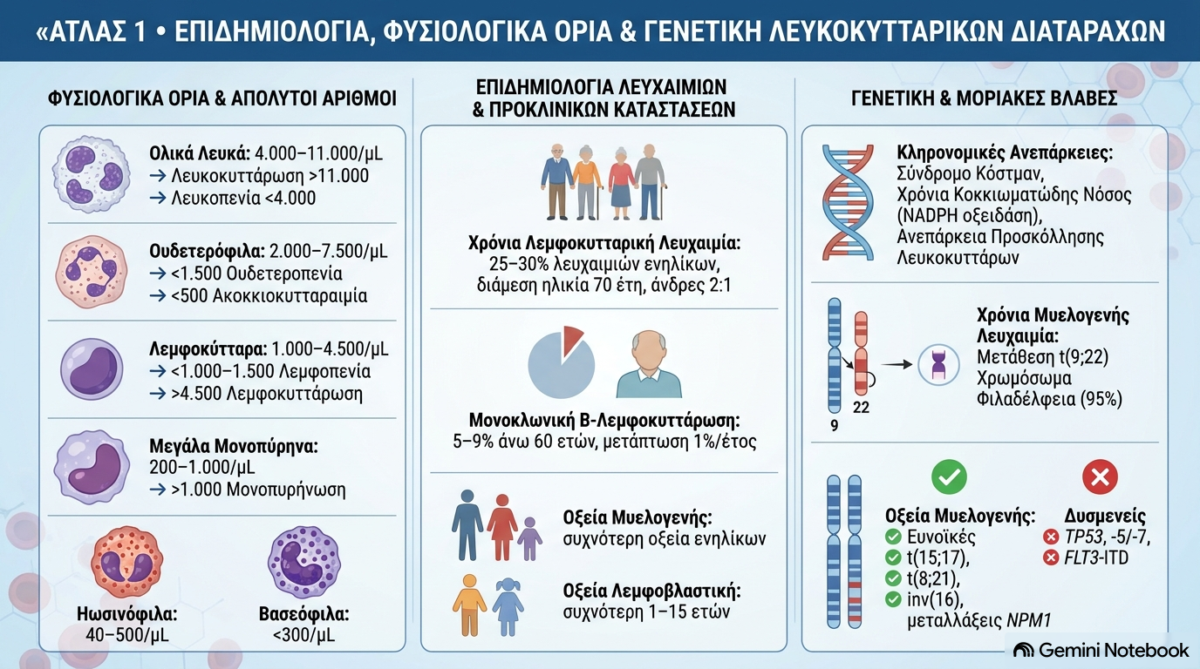 «ΑΤΛΑΣ 1 • ΕΠΙΔΗΜΙΟΛΟΓΙΑ, ΦΥΣΙΟΛΟΓΙΚΑ ΟΡΙΑ & ΓΕΝΕΤΙΚΗ ΛΕΥΚΟΚΥΤΤΑΡΙΚΩΝ ΔΙΑΤΑΡΑΧΩΝ
ΦΥΣΙΟΛΟΓΙΚΑ ΟΡΙΑ & ΑΠΟΛΥΤΟΙ ΑΡΙΘΜΟΙ
Ολικά Λευκά: 4.000–11.000/μL
→ Λευκοκυττάρωση >11.000
→ Λευκοπενία <4.000
Ουδετερόφιλα: 2.000–7.500/μL
→ <1.500 Ουδετεροπενία
→ <500 Ακοκκιοκυτταραιμία
Λεμφοκύτταρα: 1.000–4.500/μL
→ <1.000–1.500 Λεμφοπενία
→ >4.500 Λεμφοκυττάρωση
Μεγάλα Μονοπύρηνα:
200–1.000/μL
→ >1.000 Μονοπυρήνωση
Ηωσινόφιλα:
40–500/μL
Βασεόφιλα:
<300/μL
ΕΠΙΔΗΜΙΟΛΟΓΙΑ ΛΕΥΧΑΙΜΙΩΝ
& ΠΡΟΚΛΙΝΙΚΩΝ ΚΑΤΑΣΤΑΣΕΩΝ
Χρόνια Λεμφοκυτταρική Λευχαιμία:
25–30% λευχαιμιών ενηλίκων,
διάμεση ηλικία 70 έτη, άνδρες 2:1
Μονοκλωνική Β-Λεμφοκυττάρωση:
5–9% άνω 60 ετών, μετάπτωση 1%/έτος
Οξεία Μυελογενής:
συχνότερη οξεία ενηλίκων
Οξεία Λεμφοβλαστική:
συχνότερη 1–15 ετών
ΓΕΝΕΤΙΚΗ & ΜΟΡΙΑΚΕΣ ΒΛΑΒΕΣ
Κληρονομικές Ανεπάρκειες:
Σύνδρομο Κόστμαν,
Χρόνια Κοκκιωματώδης Νόσος
(NADPH οξειδάση),
Ανεπάρκεια Προσκόλλησης
Λευκοκυττάρων
9
22
Χρόνια Μυελογενής
Λευχαιμία:
Μετάθεση t(9;22)
Χρωμόσωμα
Φιλαδέλφεια (95%)
Οξεία Μυελογενής:
Ευνοϊκές
t(15;17),
t(8;21),
inv(16),
μεταλλάξεις NPM1
Δυσμενείς
TP53, -5/-7,
FLT3-ITD
Gemini Notebook